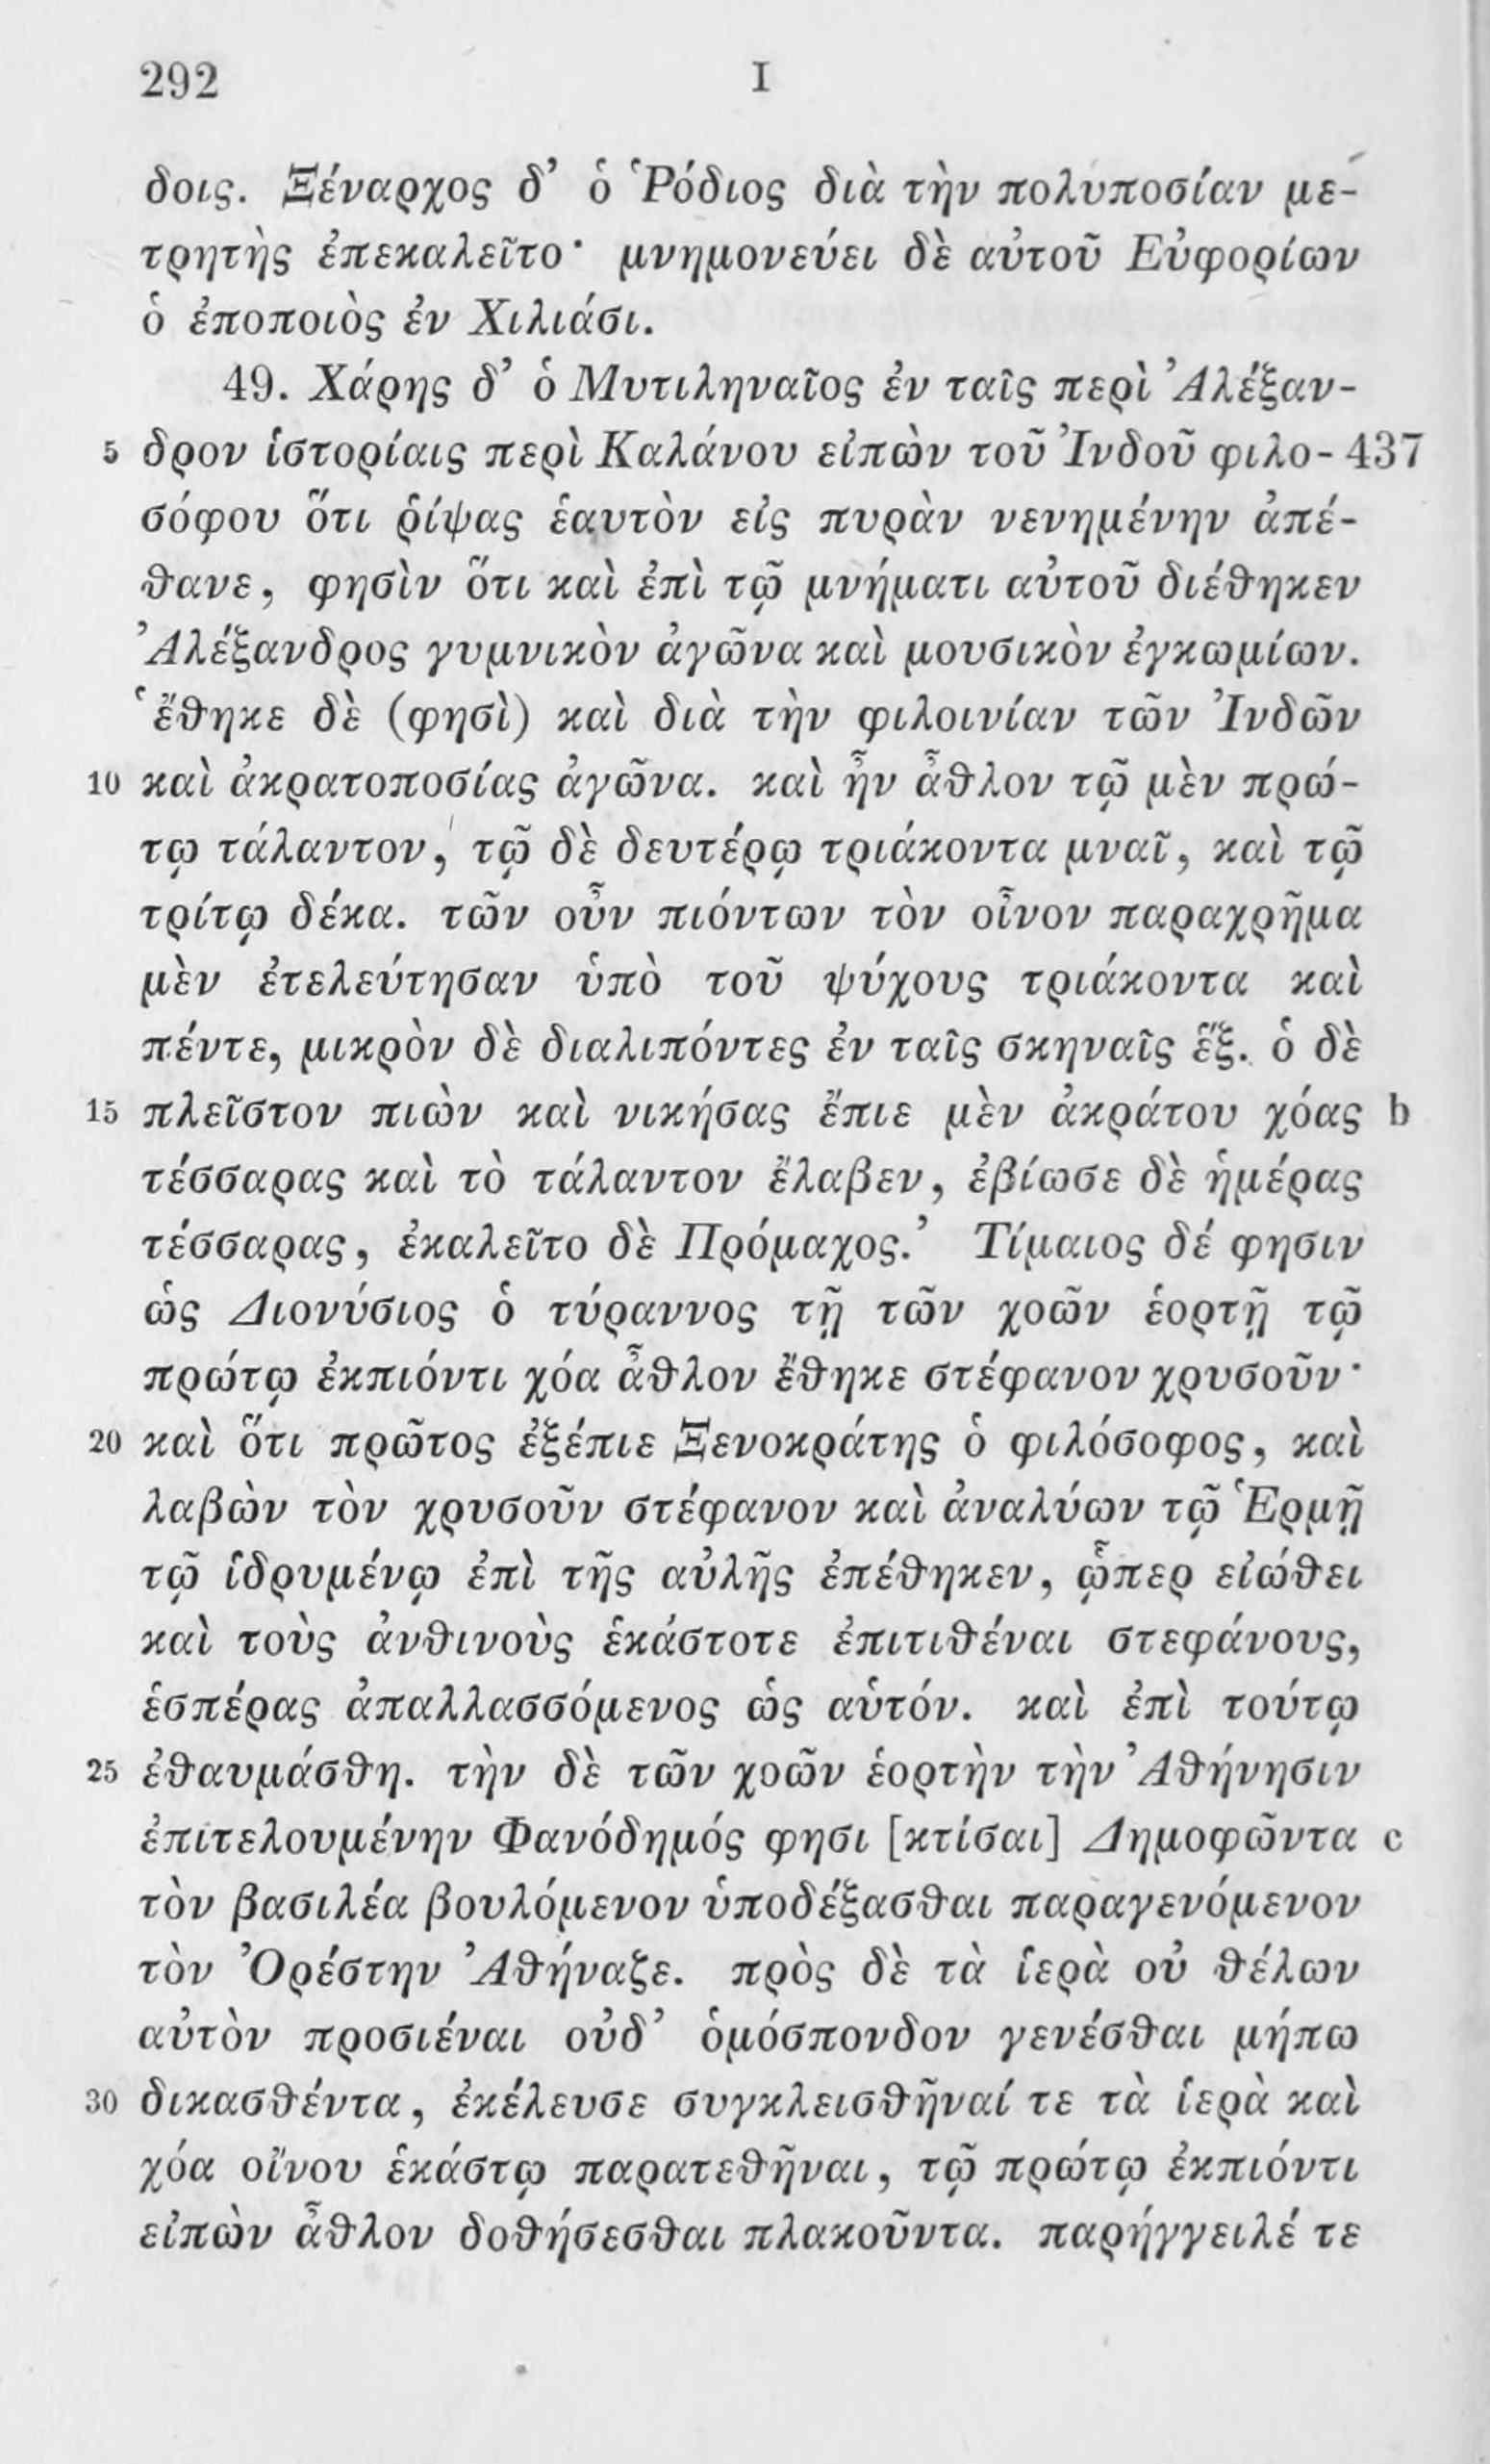 292 I
δοις. Ξέναρχος δ’ ὁ Ῥόδιος διὰ τὴν πολυποσίαν με-
τρητὴς ἐπεκαλεῖτο· μνημονεύει δὲ αὐτοῦ Εὐφορίων
ὁ ἐποποιὸς ἐν Χιλιάσι.
49. Χάρης δ’ ὁ Μυτιληναῖος ἐν ταῖς περὶ Ἀλέξαν-
5 δρον ἱστορίαις περὶ Καλάνου εἰπὼν τοῦ Ἰνδοῦ φιλο- 437
σόφου ὅτι ῥίψας ἑαυτὸν εἰς πυρὰν νενημένην ἀπέ-
θανε, φησὶν ὅτι καὶ ἐπὶ τῷ μνήματι αὐτοῦ διέθηκεν
Ἀλέξανδρος γυμνικὸν ἀγῶνα καὶ μουσικὸν ἐγκωμίων.
‘ἔθηκε δὲ (φησὶ) καὶ διὰ τὴν φιλοινίαν τῶν Ἰνδῶν
10 καὶ ἀκρατοποσίας ἀγῶνα. καὶ ἦν ἆθλον τῷ μὲν πρώ-
τῳ τάλαντον, τῷ δὲ δευτέρῳ τριάκοντα μναῖ, καὶ τῷ
τρίτῳ δέκα. τῶν οὖν πιόντων τὸν οἶνον παραχρῆμα
μὲν ἐτελεύτησαν ὑπὸ τοῦ ψύχους τριάκοντα καὶ
πέντε, μικρὸν δὲ διαλιπόντες ἐν ταῖς σκηναῖς ἕξ. ὁ δὲ
15 πλεῖστον πιὼν καὶ νικήσας ἔπιε μὲν ἀκράτου χόας b
τέσσαρας καὶ τὸ τάλαντον ἔλαβεν, ἐβίωσε δὲ ἡμέρας
τέσσαρας, ἐκαλεῖτο δὲ Πρόμαχος.’ Τίμαιος δέ φησιν
ὡς Διονύσιος ὁ τύραννος τῇ τῶν χοῶν ἑορτῇ τῷ
πρώτῳ ἐκπιόντι χόα ἆθλον ἔθηκε στέφανον χρυσοῦν·
20 καὶ ὅτι πρῶτος ἐξέπιε Ξενοκράτης ὁ φιλόσοφος, καὶ
λαβὼν τὸν χρυσοῦν στέφανον καὶ ἀναλύων τῷ Ἑρμῇ
τῷ ἱδρυμένῳ ἐπὶ τῆς αὐλῆς ἐπέθηκεν, ᾧπερ εἰώθει
καὶ τοὺς ἀνθινοὺς ἑκάστοτε ἐπιτιθέναι στεφάνους,
ἑσπέρας ἀπαλλασσόμενος ὡς αὑτόν. καὶ ἐπὶ τούτῳ
25 ἐθαυμάσθη. τὴν δὲ τῶν χοῶν ἑορτὴν τὴν Ἀθήνησιν
ἐπιτελουμένην Φανόδημός φησι [κτίσαι] Δημοφῶντα c
τὸν βασιλέα βουλόμενον ὑποδέξασθαι παραγενόμενον
τὸν Ὀρέστην Ἀθήναζε. πρὸς δὲ τὰ ἱερὰ οὐ θέλων
αὐτὸν προσιέναι οὐδ’ ὁμόσπονδον γενέσθαι μήπω
30 δικασθέντα, ἐκέλευσε συγκλεισθῆναί τε τὰ ἱερὰ καὶ
χόα οἴνου ἑκάστῳ παρατεθῆναι, τῷ πρώτῳ ἐκπιόντι
εἰπὼν ἆθλον δοθήσεσθαι πλακοῦντα. παρήγγειλέ τε